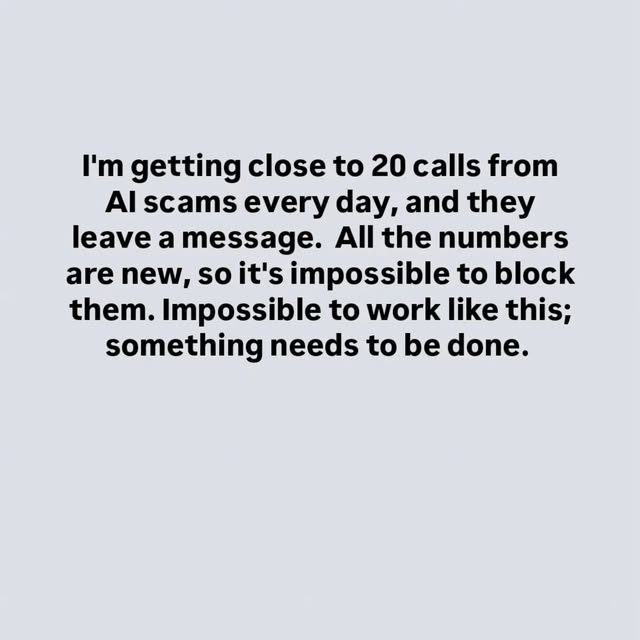 I'm getting close to 20 calls from
AI scams every day, and they
leave a message.  All the numbers
are new, so it's impossible to block
them. Impossible to work like this;
something needs to be done.